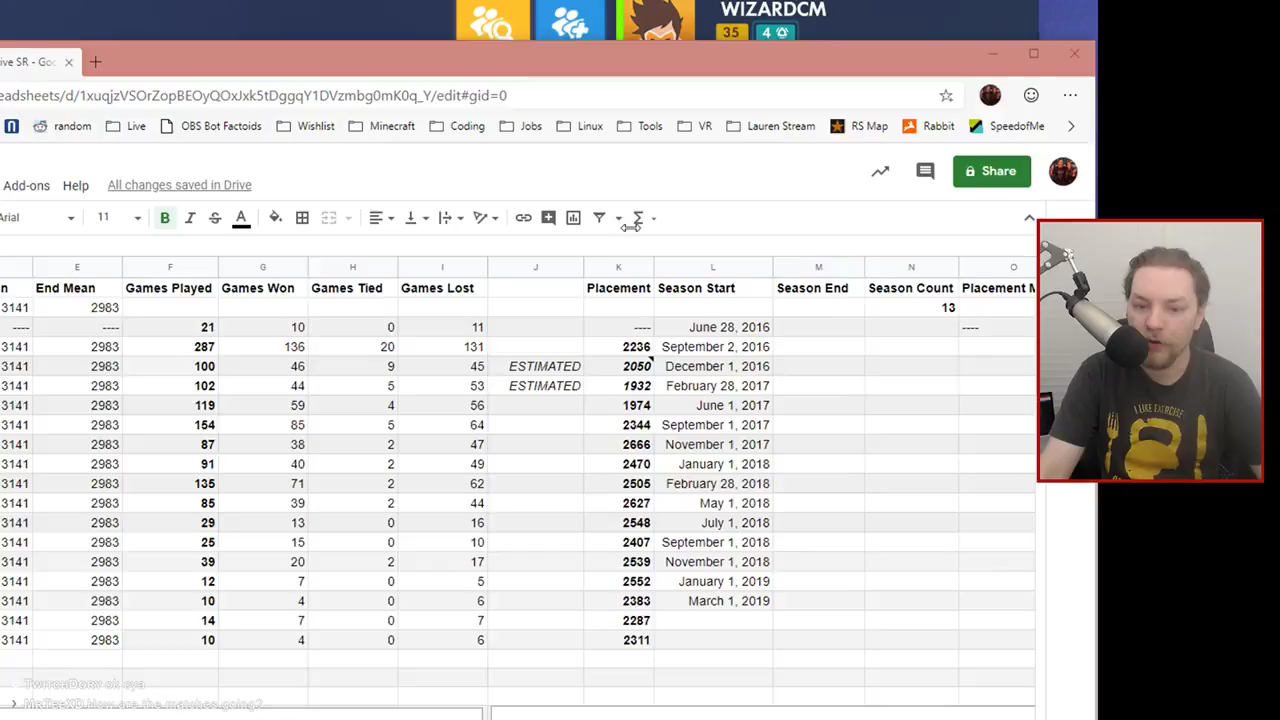 WIZARDCM
35 4
ive SR - Goo
eadsheets/d/1xuqjzVSOrZopBEOyQOxJxk5tDggqY1DVzmbg0mK0q_Y/edit#gid=0
random Live OBS Bot Factoids Wishlist Minecraft Coding Jobs Linux Tools VR Lauren Stream RS Map Rabbit SpeedofMe
Add-ons Help All changes saved in Drive Share
Arial 11 B I S A
E F G H I J K L M N O
n End Mean Games Played Games Won Games Tied Games Lost Placement Season Start Season End Season Count Placement M
3141 2983 13
---- ---- 21 10 0 11 ---- June 28, 2016 ----
3141 2983 287 136 20 131 2236 September 2, 2016
3141 2983 100 46 9 45 ESTIMATED 2050 December 1, 2016
3141 2983 102 44 5 53 ESTIMATED 1932 February 28, 2017
3141 2983 119 59 4 56 1974 June 1, 2017
3141 2983 154 85 5 64 2344 September 1, 2017
3141 2983 87 38 2 47 2666 November 1, 2017
3141 2983 91 40 2 49 2470 January 1, 2018
3141 2983 135 71 2 62 2505 February 28, 2018
3141 2983 85 39 2 44 2627 May 1, 2018
3141 2983 29 13 0 16 2548 July 1, 2018
3141 2983 25 15 0 10 2407 September 1, 2018
3141 2983 39 20 2 17 2539 November 1, 2018
3141 2983 12 7 0 5 2552 January 1, 2019
3141 2983 10 4 0 6 2383 March 1, 2019
3141 2983 14 7 0 7 2287
3141 2983 10 4 0 6 2311
TwitchDory ok cya
MrTeeXD How are the matches going?
I LIKE EXERCISE